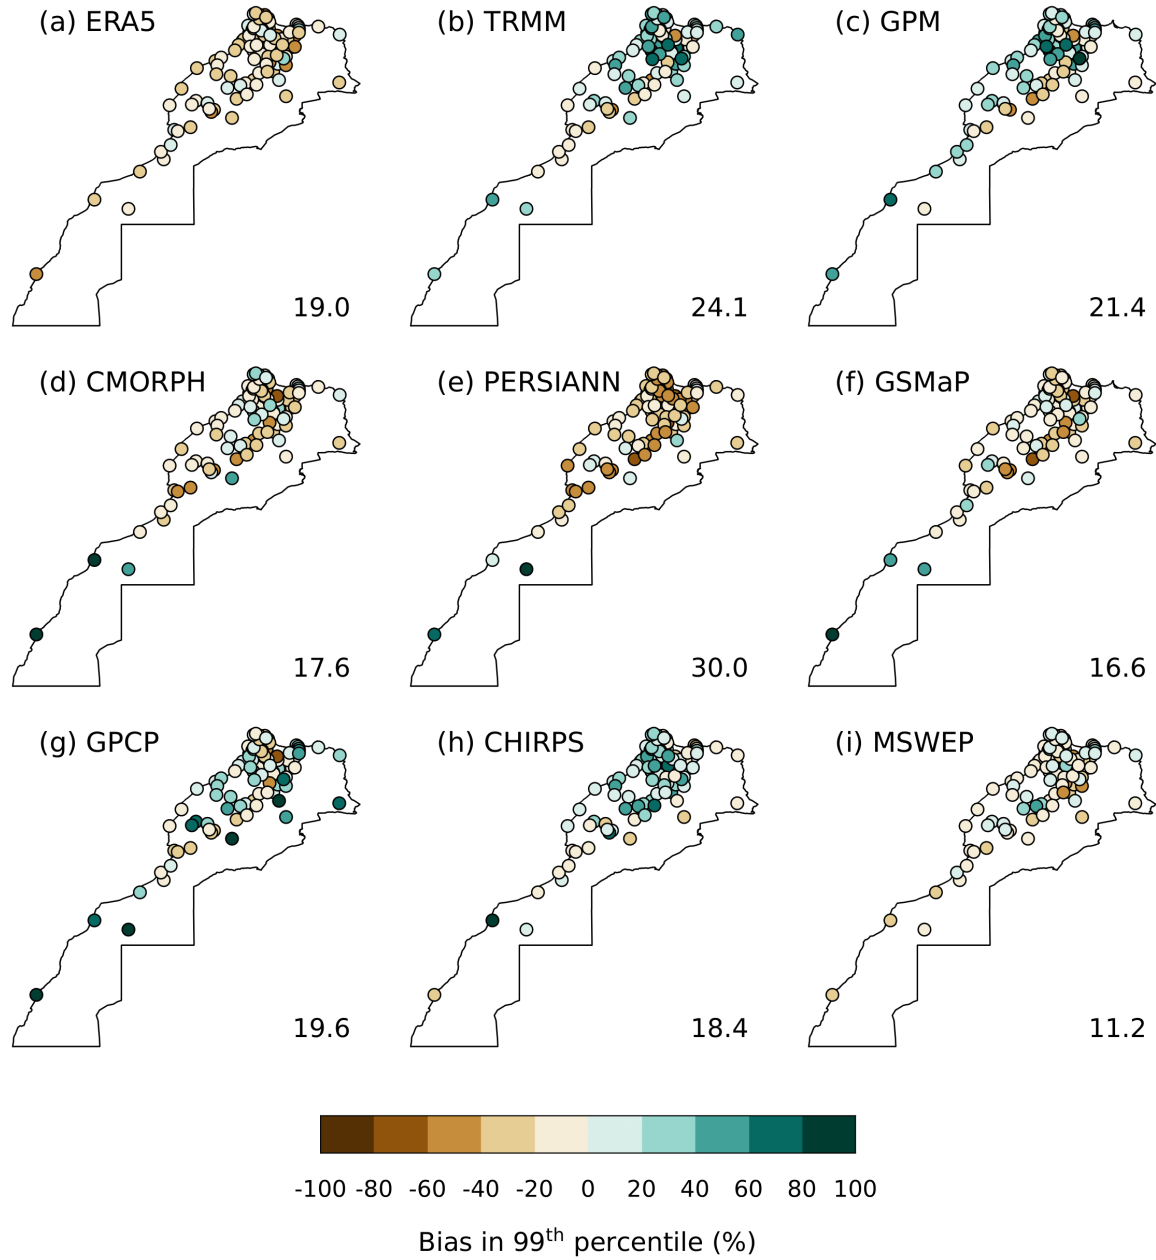 (a) ERA5
(b) TRMM
(c) GPM
19.0
24.1
21.4
(d) CMORPH
(e) PERSIANN
(f) GSMaP
17.6
30.0
16.6
(g) GPCP
(h) CHIRPS
(i) MSWEP
19.6
18.4
11.2
-100 -80 -60 -40 -20 0 20 40 60 80 100
Bias in 99th percentile (%)